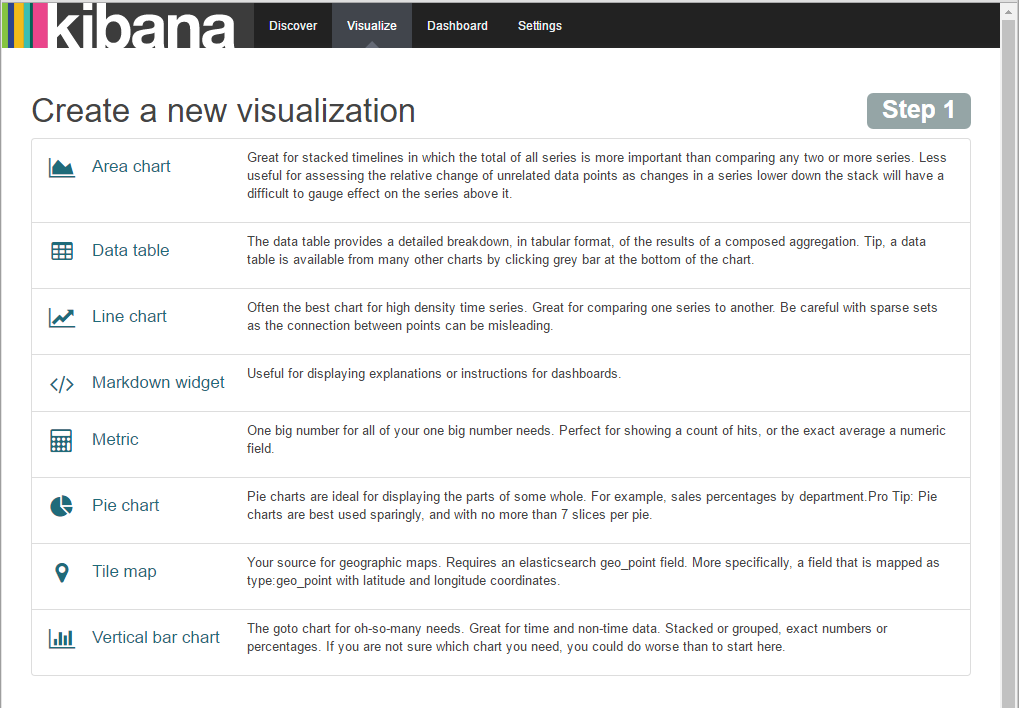 kibana Discover Visualize Dashboard Settings
Create a new visualization Step 1
Area chart
Great for stacked timelines in which the total of all series is more important than comparing any two or more series. Less
useful for assessing the relative change of unrelated data points as changes in a series lower down the stack will have a
difficult to gauge effect on the series above it.
Data table
The data table provides a detailed breakdown, in tabular format, of the results of a composed aggregation. Tip, a data
table is available from many other charts by clicking grey bar at the bottom of the chart.
Line chart
Often the best chart for high density time series. Great for comparing one series to another. Be careful with sparse sets
as the connection between points can be misleading.
Markdown widget
Useful for displaying explanations or instructions for dashboards.
Metric
One big number for all of your one big number needs. Perfect for showing a count of hits, or the exact average a numeric
field.
Pie chart
Pie charts are ideal for displaying the parts of some whole. For example, sales percentages by department.Pro Tip: Pie
charts are best used sparingly, and with no more than 7 slices per pie.
Tile map
Your source for geographic maps. Requires an elasticsearch geo_point field. More specifically, a field that is mapped as
type:geo_point with latitude and longitude coordinates.
Vertical bar chart
The goto chart for oh-so-many needs. Great for time and non-time data. Stacked or grouped, exact numbers or
percentages. If you are not sure which chart you need, you could do worse than to start here.